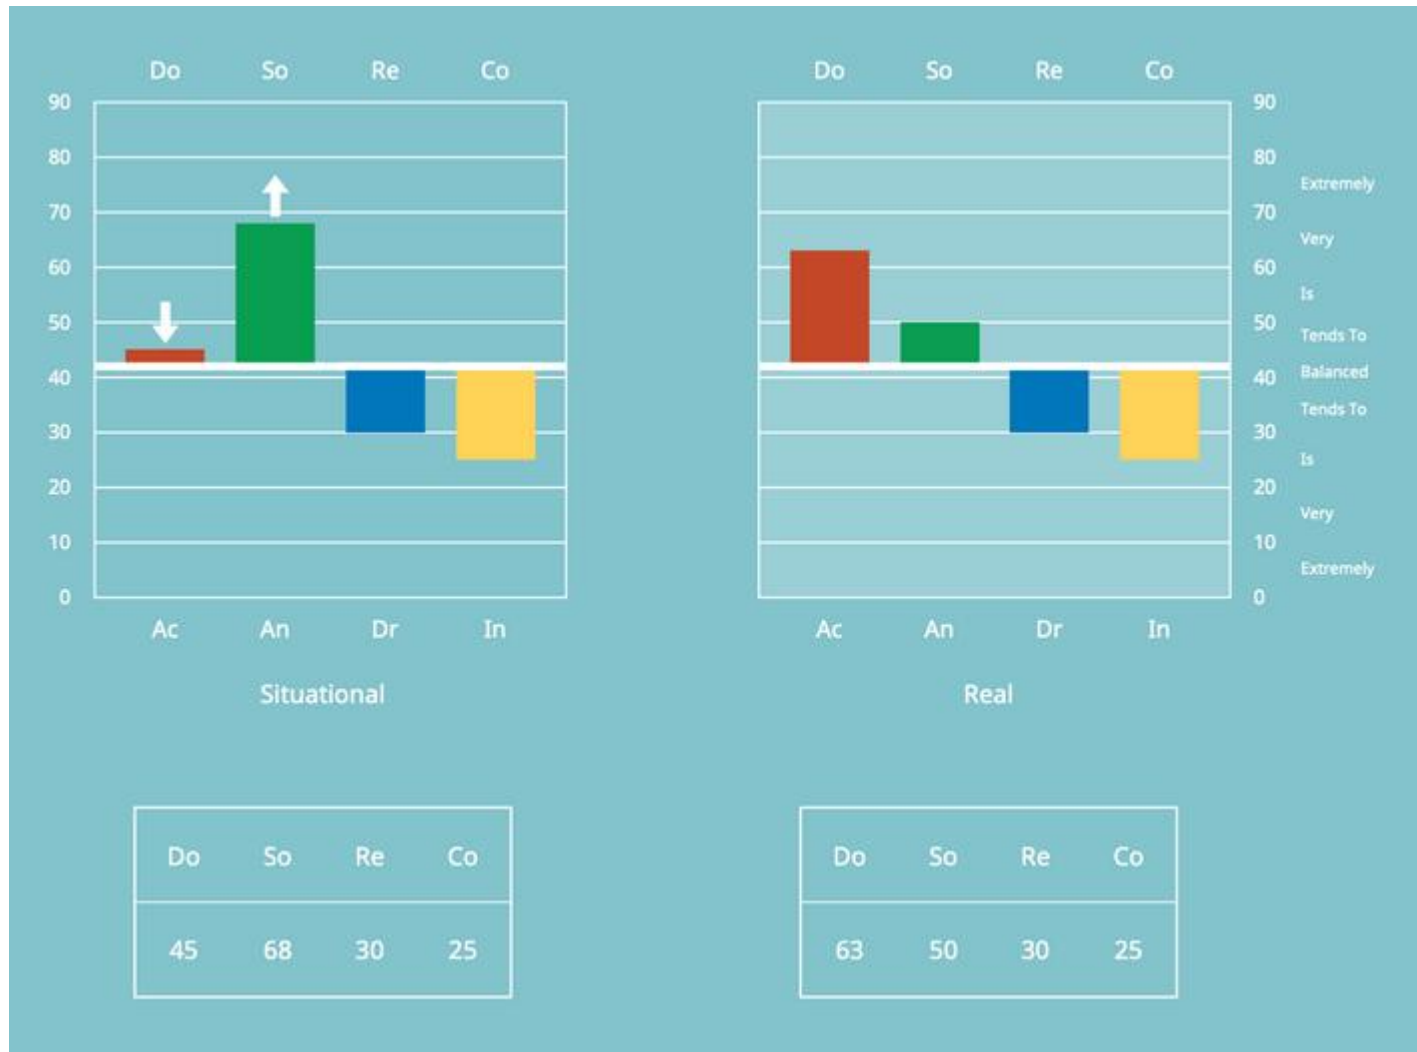 Do So Re Co
90
80
70
60
50
40
30
20
10
0
Ac An Dr In
Situational
Do So Re Co
90
80
Extremely
70
Very
60
Is
50
Tends To
Balanced
40
Tends To
30
Is
20
Very
10
Extremely
0
Ac An Dr In
Real
Do So Re Co
45 68 30 25
Do So Re Co
63 50 30 25